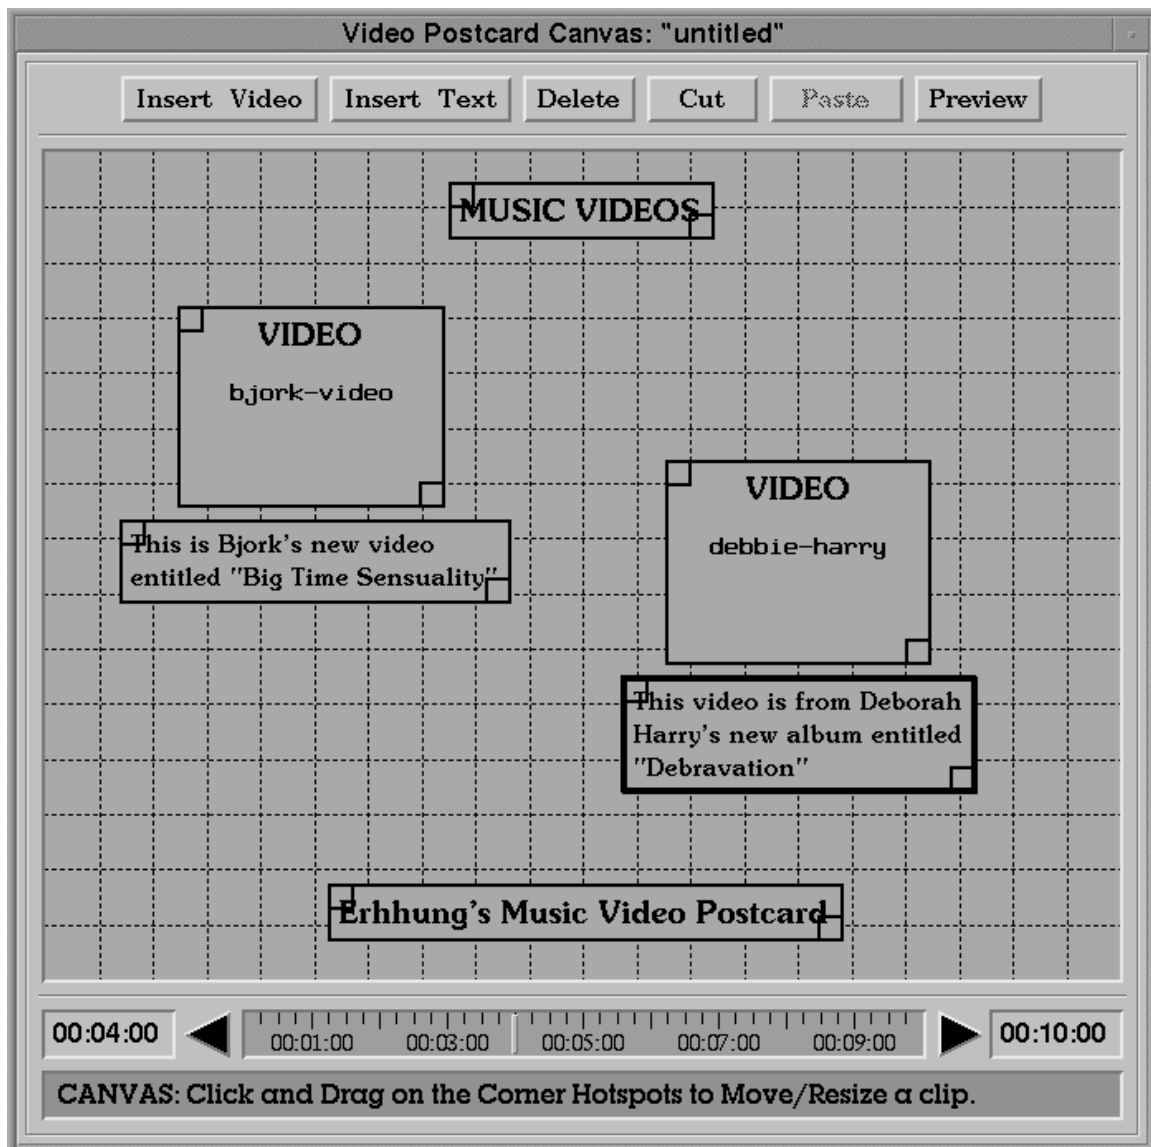 Video Postcard Canvas: "untitled"
Insert Video Insert Text Delete Cut Paste Preview
MUSIC VIDEOS
VIDEO
bjork-video
This is Bjork's new video
entitled "Big Time Sensuality"
VIDEO
debbie-harry
This video is from Deborah
Harry's new album entitled
"Debravation"
Erhhung's Music Video Postcard
00:04:00
00:01:00 00:03:00 00:05:00 00:07:00 00:09:00
00:10:00
CANVAS: Click and Drag on the Corner Hotspots to Move/Resize a clip.